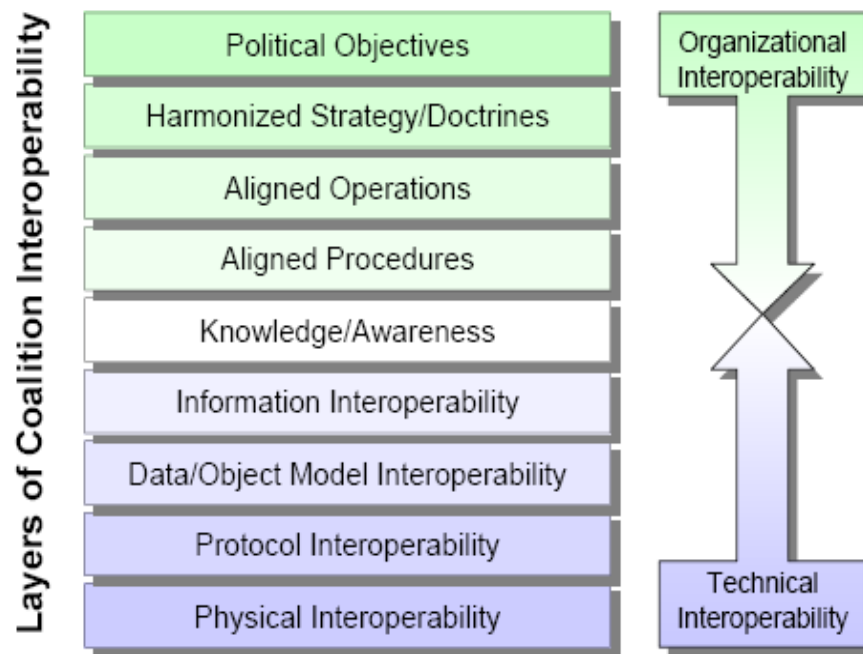 Layers of Coalition Interoperability
Political Objectives
Harmonized Strategy/Doctrines
Aligned Operations
Aligned Procedures
Knowledge/Awareness
Information Interoperability
Data/Object Model Interoperability
Protocol Interoperability
Physical Interoperability
Organizational
Interoperability
Technical
Interoperability